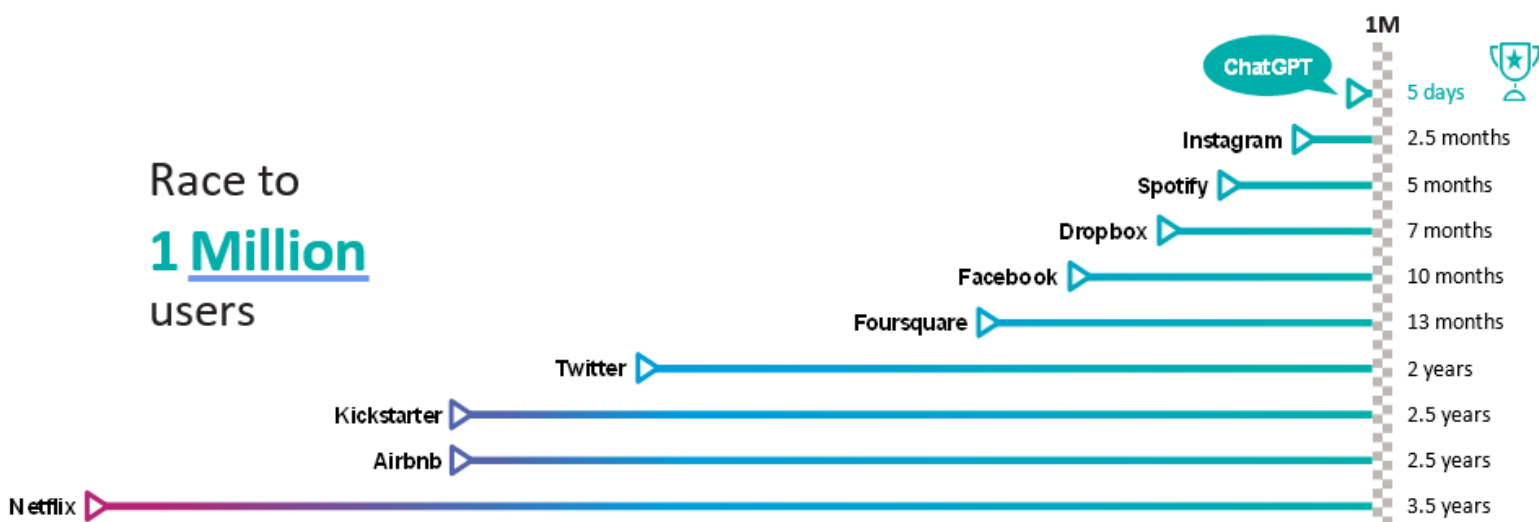 1M
ChatGPT
5 days
Instagram
2.5 months
Spotify
5 months
Race to
1 Million
users
Dropbox
7 months
Facebook
10 months
Foursquare
13 months
Twitter
2 years
Kickstarter
2.5 years
Airbnb
2.5 years
Netflix
3.5 years